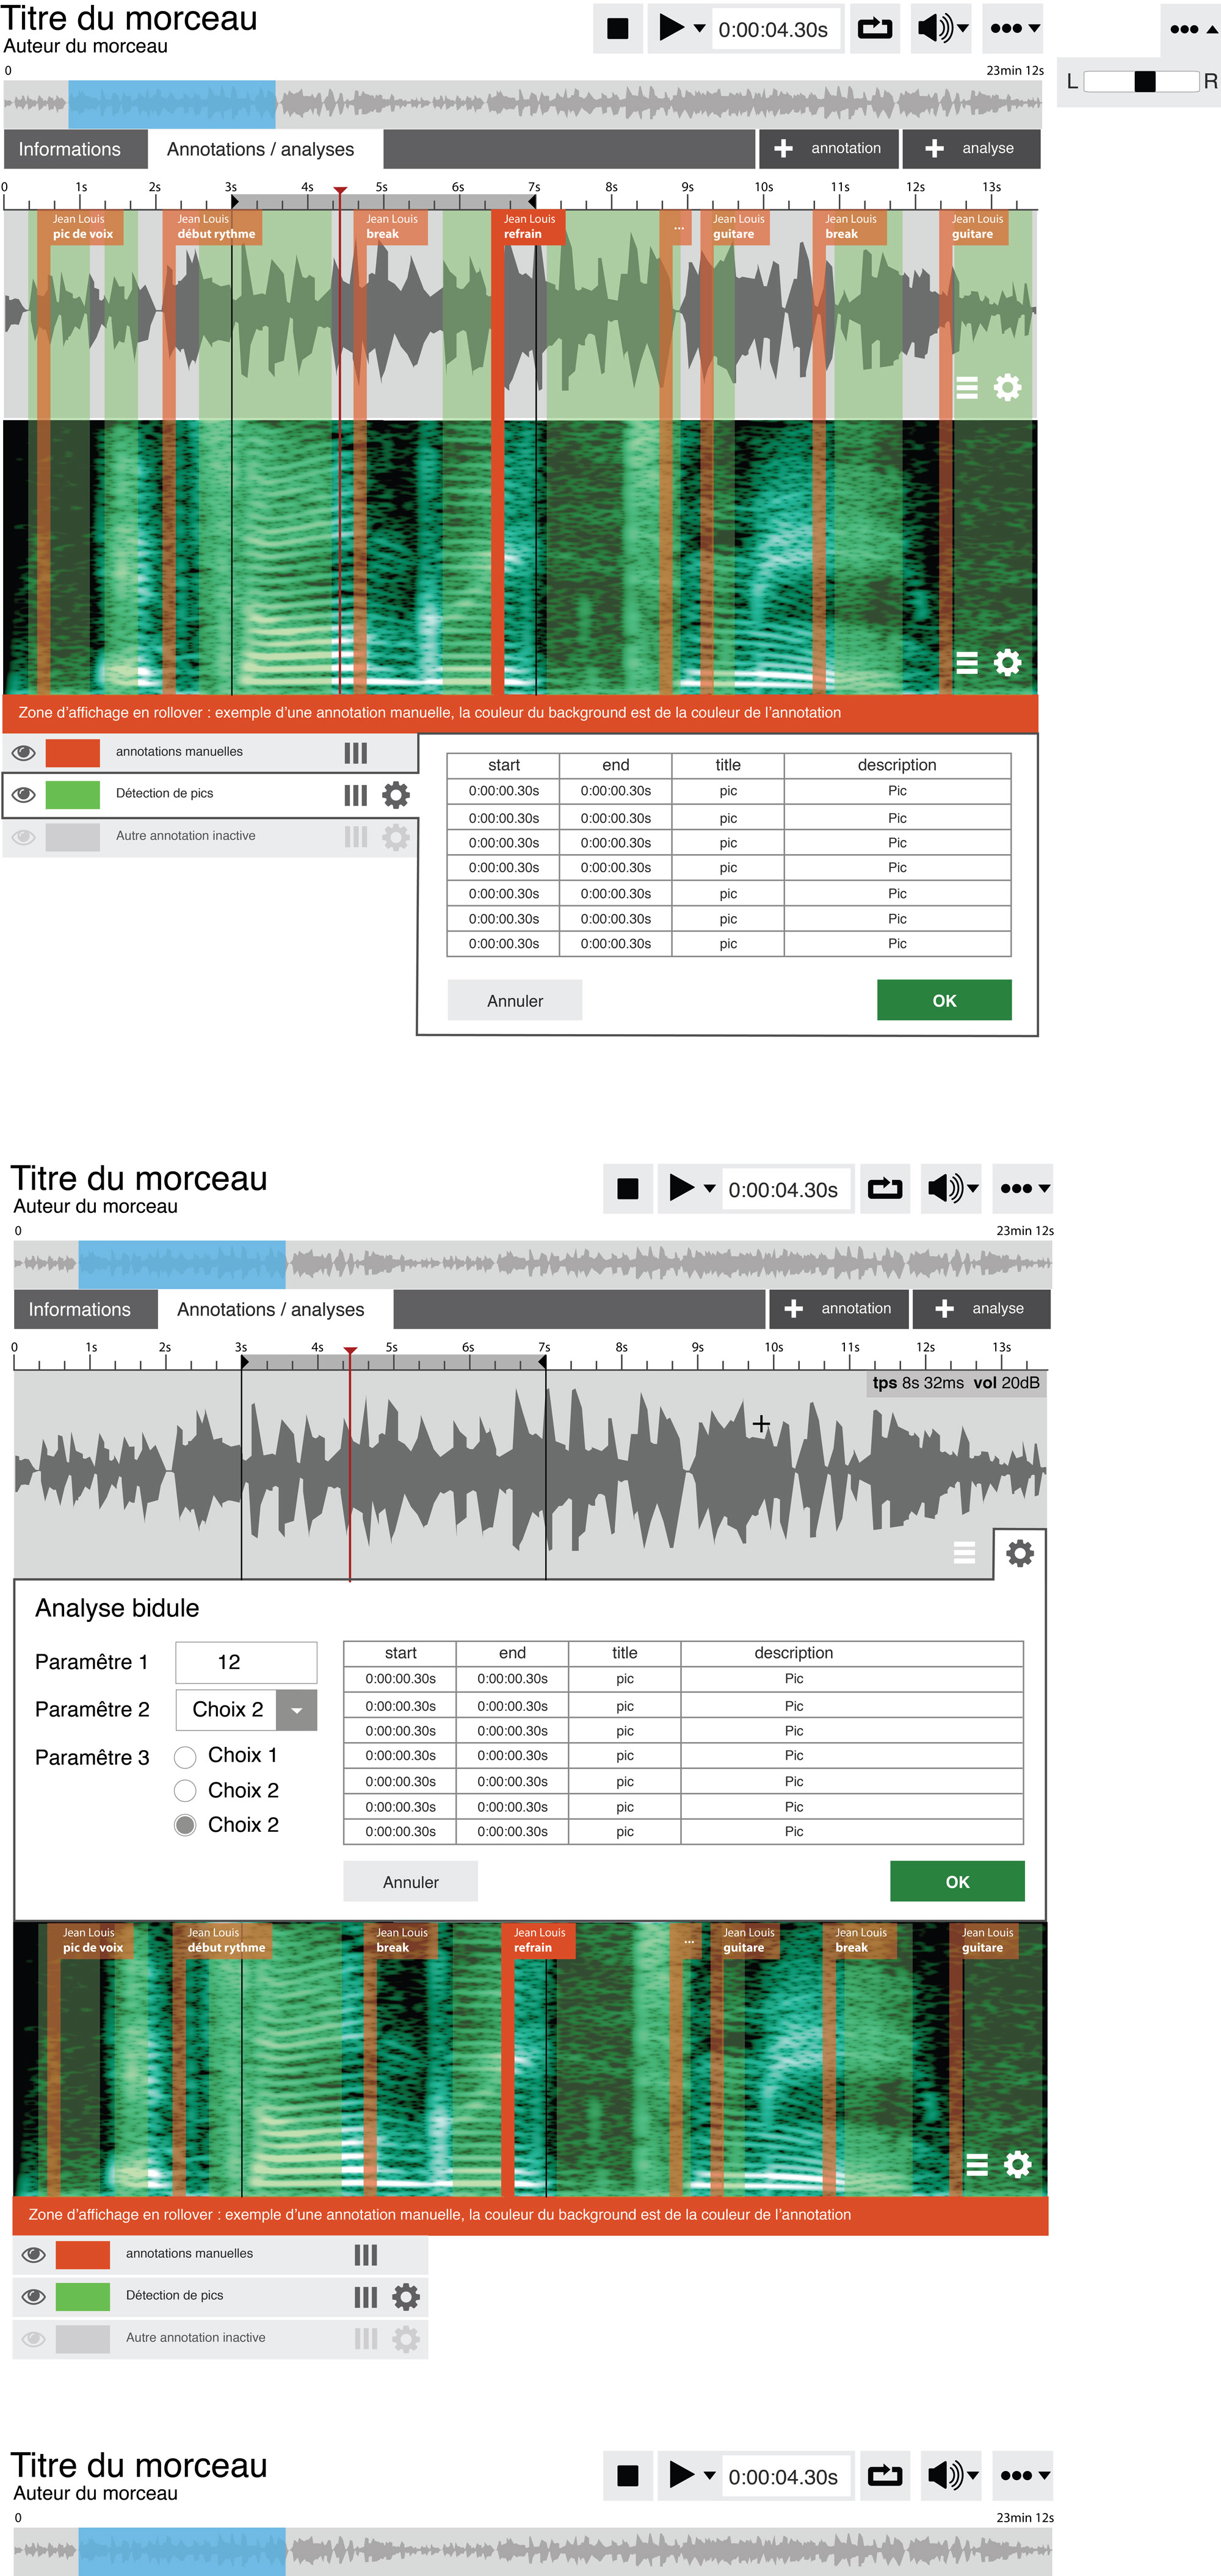 Titre du morceau
Auteur du morceau
0:00:04.30s
L R
0 23min 12s
Informations Annotations / analyses annotation analyse
0 1s 2s 3s 4s 5s 6s 7s 8s 9s 10s 11s 12s 13s
Jean Louis Jean Louis Jean Louis Jean Louis ... Jean Louis Jean Louis Jean Louis
pic de voix début rythme break refrain guitare break guitare
Zone d'affichage en rollover : exemple d'une annotation manuelle, la couleur du background est de la couleur de l'annotation
annotations manuelles
Détection de pics
Autre annotation inactive
start end title description
0:00:00.30s 0:00:00.30s pic Pic
0:00:00.30s 0:00:00.30s pic Pic
0:00:00.30s 0:00:00.30s pic Pic
0:00:00.30s 0:00:00.30s pic Pic
0:00:00.30s 0:00:00.30s pic Pic
0:00:00.30s 0:00:00.30s pic Pic
0:00:00.30s 0:00:00.30s pic Pic
Annuler OK
Titre du morceau
Auteur du morceau
0:00:04.30s
0 23min 12s
Informations Annotations / analyses annotation analyse
0 1s 2s 3s 4s 5s 6s 7s 8s 9s 10s 11s 12s 13s
tps 8s 32ms vol 20dB
Analyse bidule
Paramêtre 1 12
Paramêtre 2 Choix 2
Paramêtre 3 Choix 1
Choix 2
Choix 2
start end title description
0:00:00.30s 0:00:00.30s pic Pic
0:00:00.30s 0:00:00.30s pic Pic
0:00:00.30s 0:00:00.30s pic Pic
0:00:00.30s 0:00:00.30s pic Pic
0:00:00.30s 0:00:00.30s pic Pic
0:00:00.30s 0:00:00.30s pic Pic
0:00:00.30s 0:00:00.30s pic Pic
Annuler OK
Jean Louis Jean Louis Jean Louis Jean Louis ... Jean Louis Jean Louis Jean Louis
pic de voix début rythme break refrain guitare break guitare
Zone d'affichage en rollover : exemple d'une annotation manuelle, la couleur du background est de la couleur de l'annotation
annotations manuelles
Détection de pics
Autre annotation inactive
Titre du morceau
Auteur du morceau
0:00:04.30s
0 23min 12s